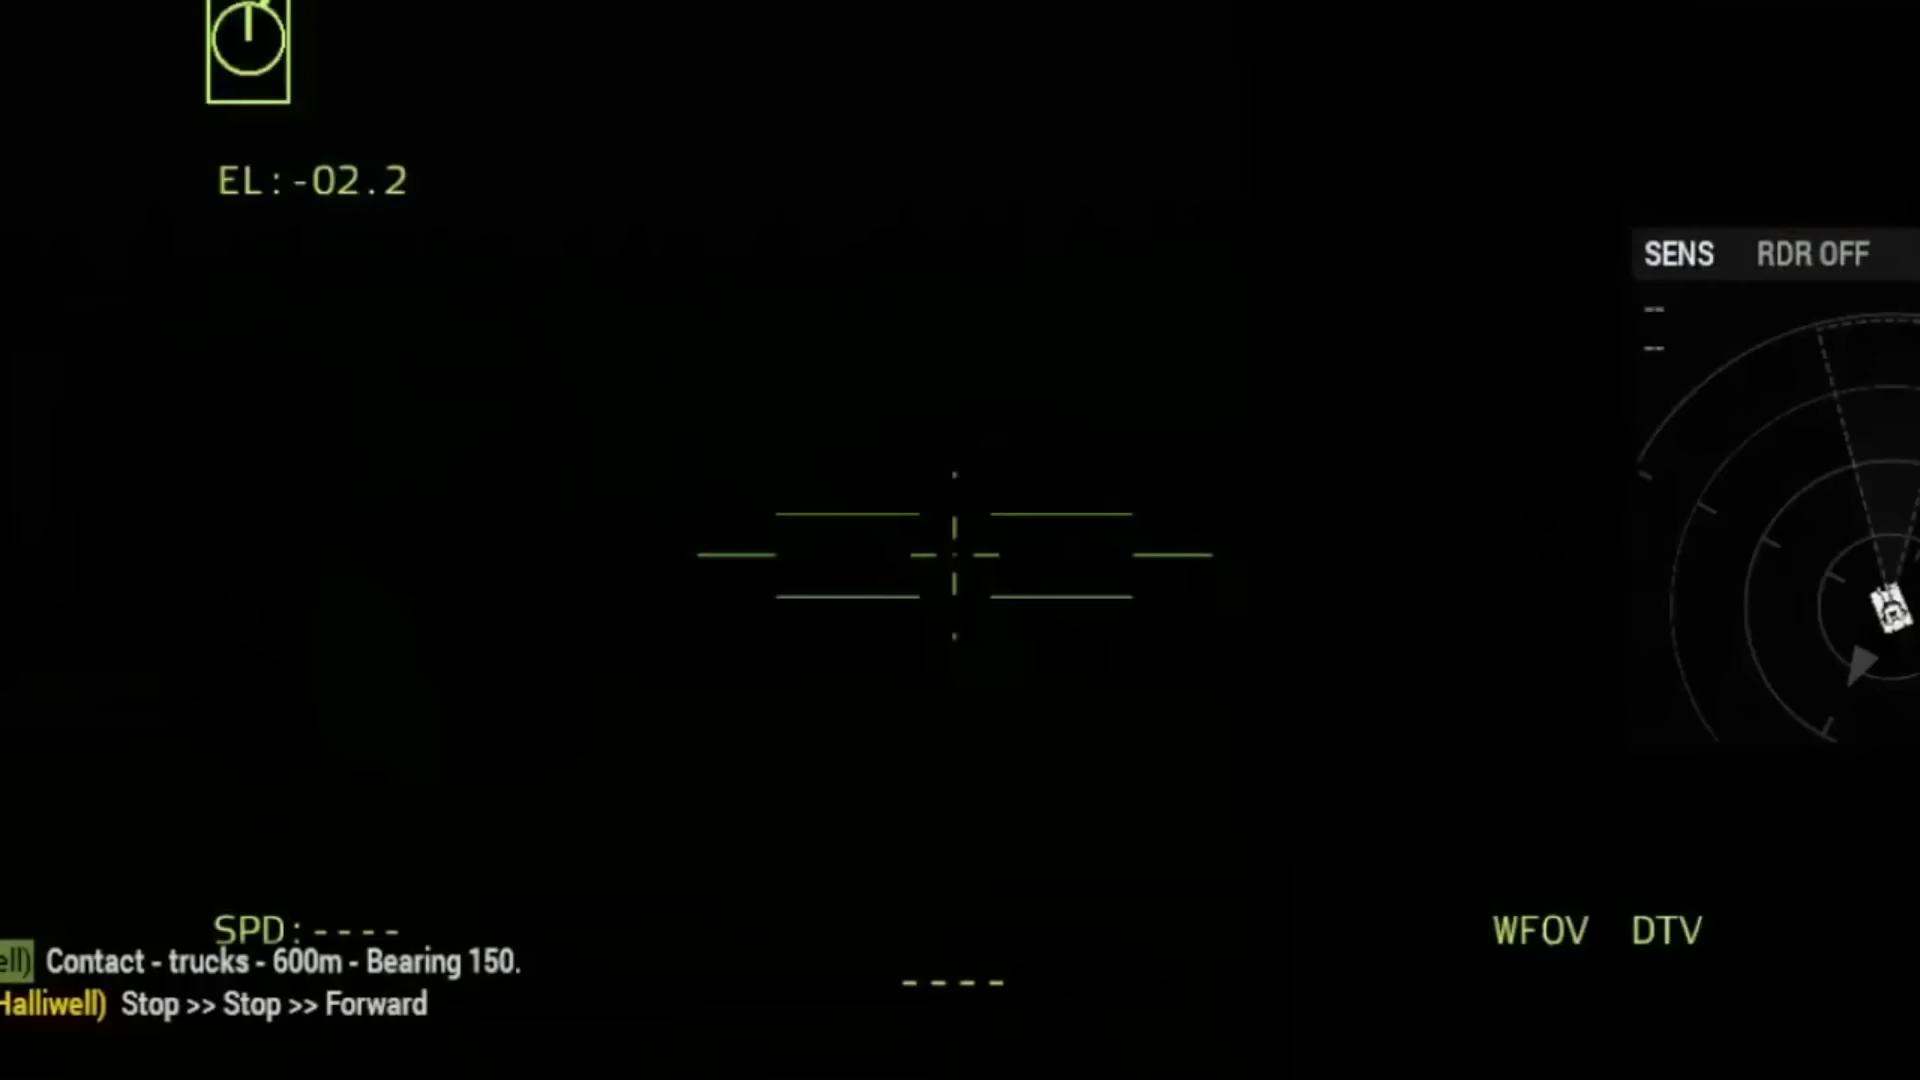 EL:-02.2
SENS RDR OFF
--
--
SPD:----
WFOV DTV
ell) Contact - trucks - 600m - Bearing 150.
----
Halliwell) Stop >> Stop >> Forward